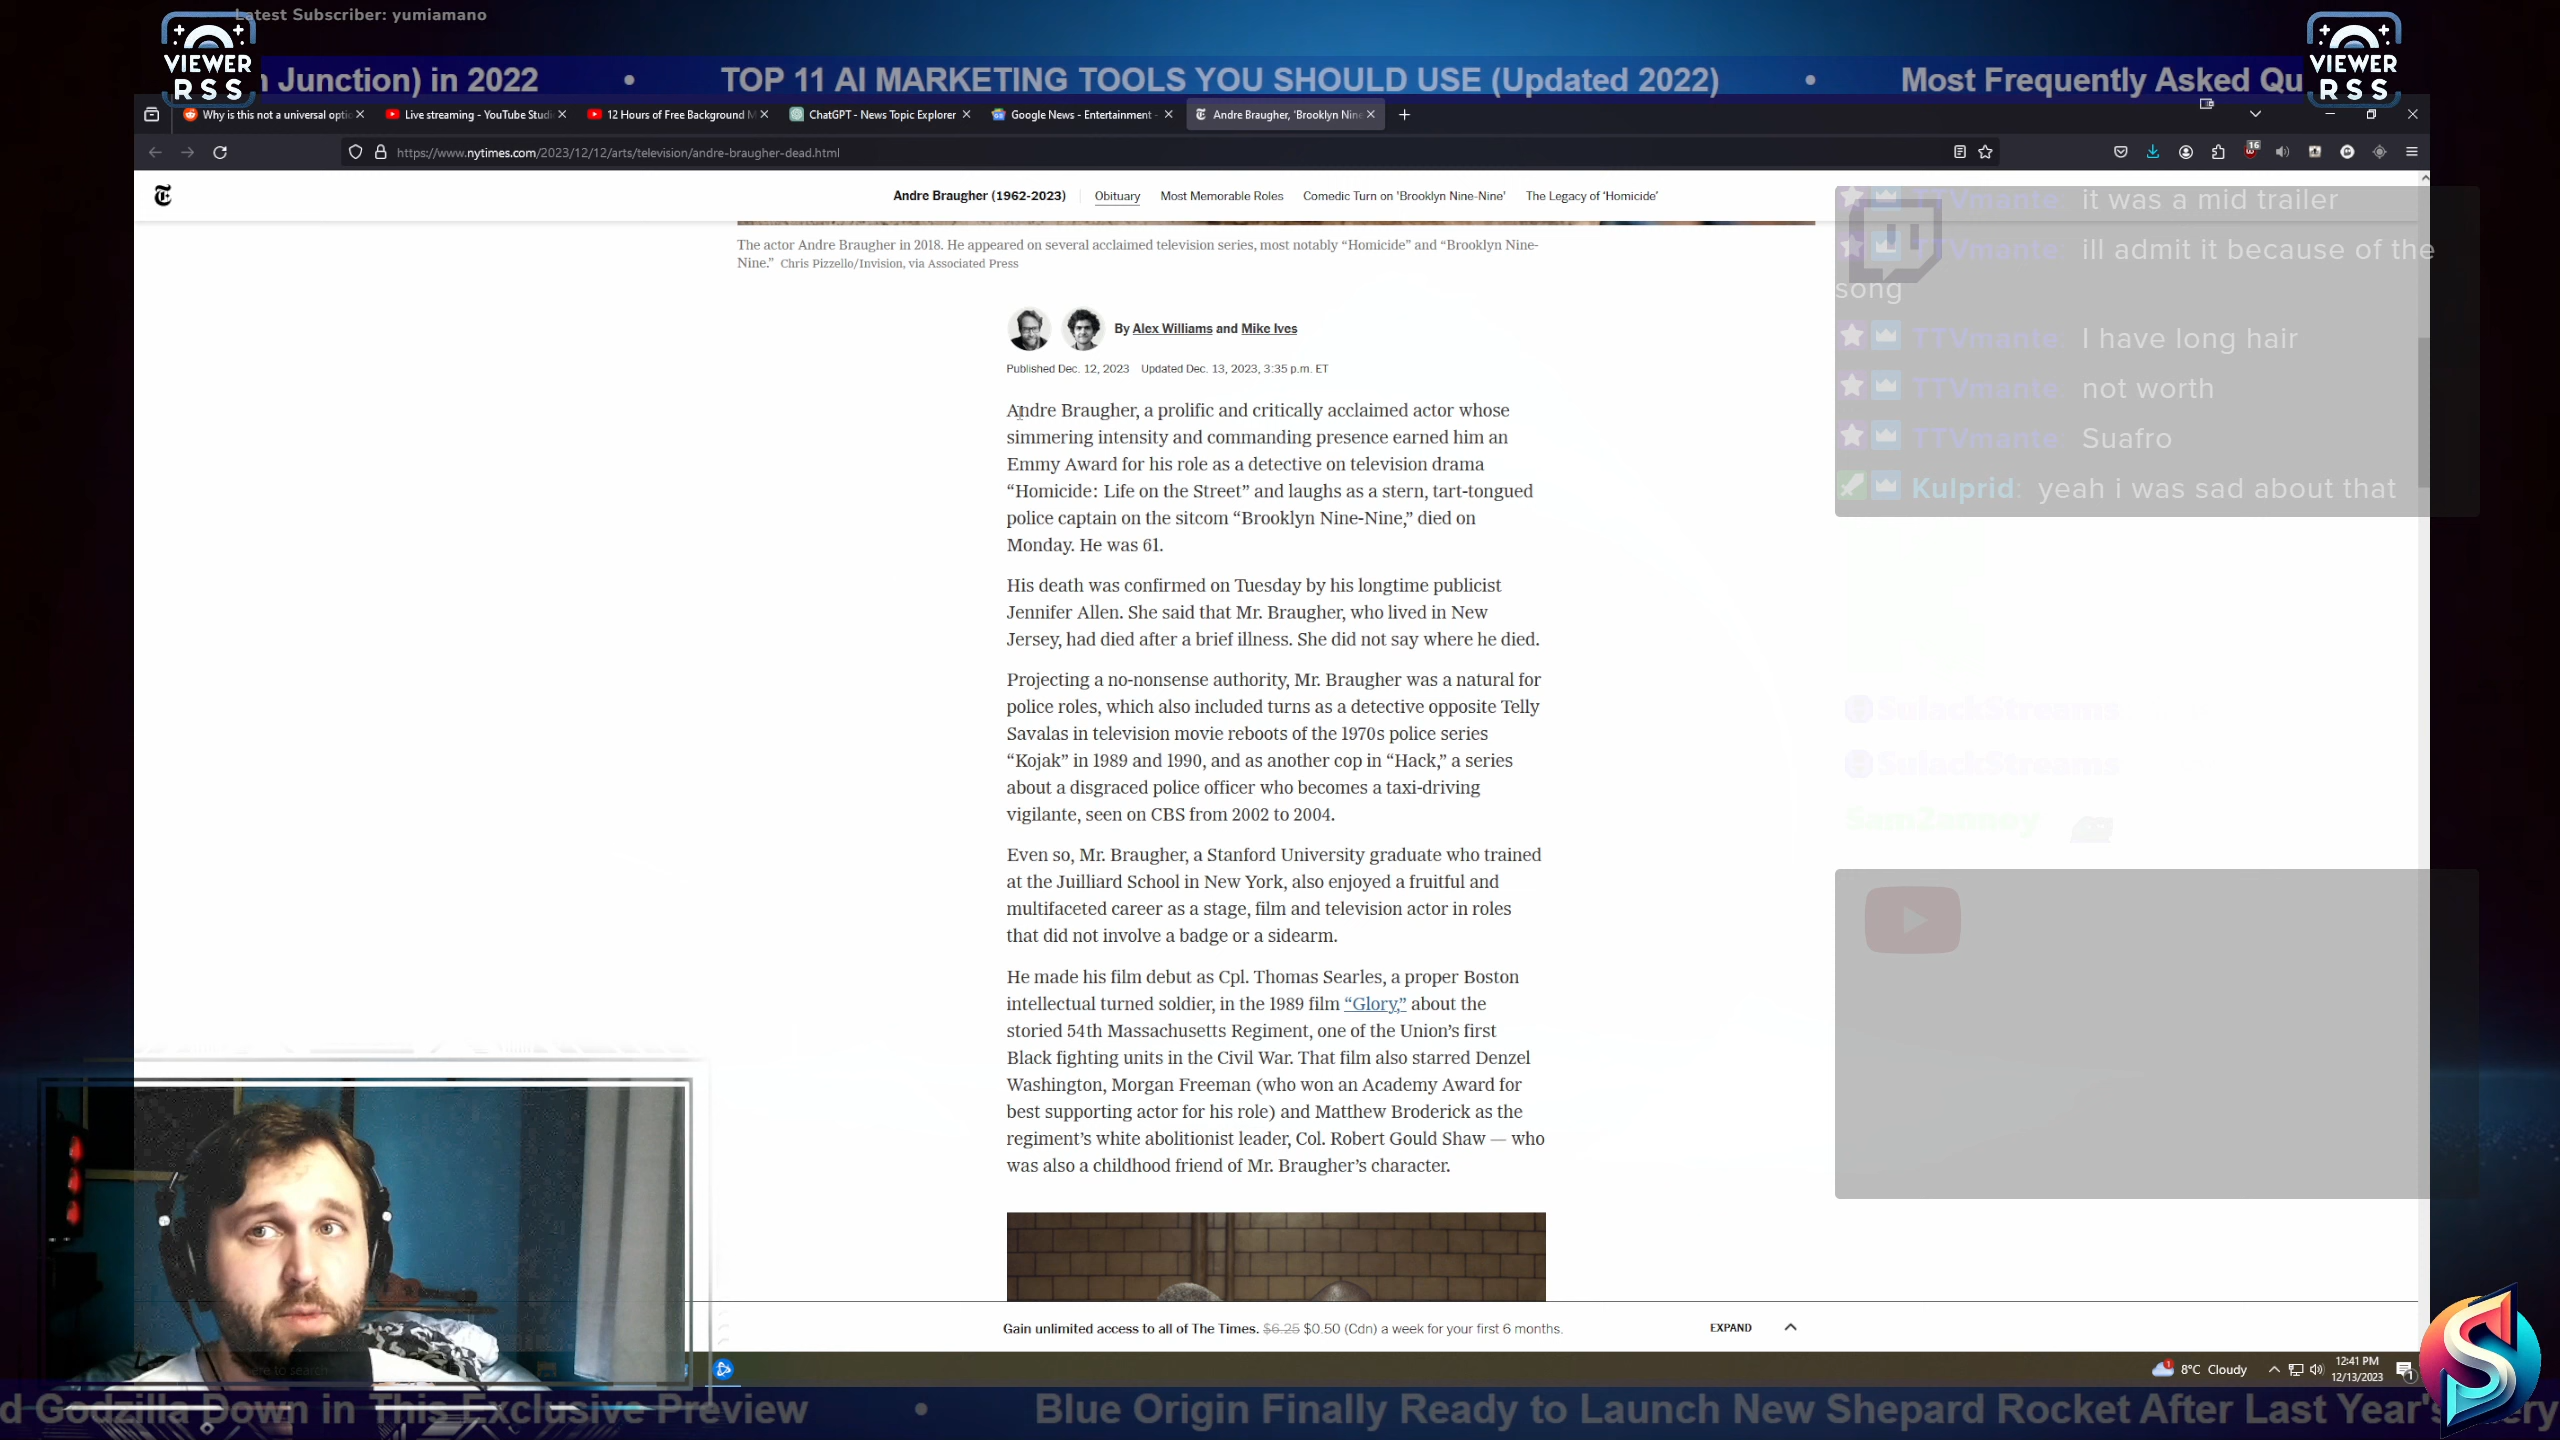 Latest Subscriber: yumiamano
VIEWER
RSS
n Junction) in 2022 • TOP 11 AI MARKETING TOOLS YOU SHOULD USE (Updated 2022) • Most Frequently Asked Qu
VIEWER
RSS
Why is this not a universal optio
Live streaming - YouTube Studi
12 Hours of Free Background M
ChatGPT - News Topic Explorer
Google News - Entertainment -
Andre Braugher, 'Brooklyn Nine
https://www.nytimes.com/2023/12/12/arts/television/andre-braugher-dead.html
16
Andre Braugher (1962-2023)
Obituary
Most Memorable Roles
Comedic Turn on 'Brooklyn Nine-Nine'
The Legacy of 'Homicide'
The actor Andre Braugher in 2018. He appeared on several acclaimed television series, most notably “Homicide” and “Brooklyn Nine-
Nine.” Chris Pizzello/Invision, via Associated Press
By Alex Williams and Mike Ives
Published Dec. 12, 2023 Updated Dec. 13, 2023, 3:35 p.m. ET
Andre Braugher, a prolific and critically acclaimed actor whose
simmering intensity and commanding presence earned him an
Emmy Award for his role as a detective on television drama
“Homicide: Life on the Street” and laughs as a stern, tart-tongued
police captain on the sitcom “Brooklyn Nine-Nine,” died on
Monday. He was 61.
His death was confirmed on Tuesday by his longtime publicist
Jennifer Allen. She said that Mr. Braugher, who lived in New
Jersey, had died after a brief illness. She did not say where he died.
Projecting a no-nonsense authority, Mr. Braugher was a natural for
police roles, which also included turns as a detective opposite Telly
Savalas in television movie reboots of the 1970s police series
“Kojak” in 1989 and 1990, and as another cop in “Hack,” a series
about a disgraced police officer who becomes a taxi-driving
vigilante, seen on CBS from 2002 to 2004.
Even so, Mr. Braugher, a Stanford University graduate who trained
at the Juilliard School in New York, also enjoyed a fruitful and
multifaceted career as a stage, film and television actor in roles
that did not involve a badge or a sidearm.
He made his film debut as Cpl. Thomas Searles, a proper Boston
intellectual turned soldier, in the 1989 film “Glory,” about the
storied 54th Massachusetts Regiment, one of the Union’s first
Black fighting units in the Civil War. That film also starred Denzel
Washington, Morgan Freeman (who won an Academy Award for
best supporting actor for his role) and Matthew Broderick as the
regiment’s white abolitionist leader, Col. Robert Gould Shaw — who
was also a childhood friend of Mr. Braugher’s character.
TTVmante: it was a mid trailer
TTVmante: ill admit it because of the
song
TTVmante: I have long hair
TTVmante: not worth
TTVmante: Suafro
Kulprid: yeah i was sad about that
SulackStreams
SulackStreams
Gain unlimited access to all of The Times. $6.25 $0.50 (Cdn) a week for your first 6 months.
EXPAND
ere to search
1
8°C Cloudy
12:41 PM
12/13/2023
1
d Godzilla Down in This Exclusive Preview • Blue Origin Finally Ready to Launch New Shepard Rocket After Last Year's